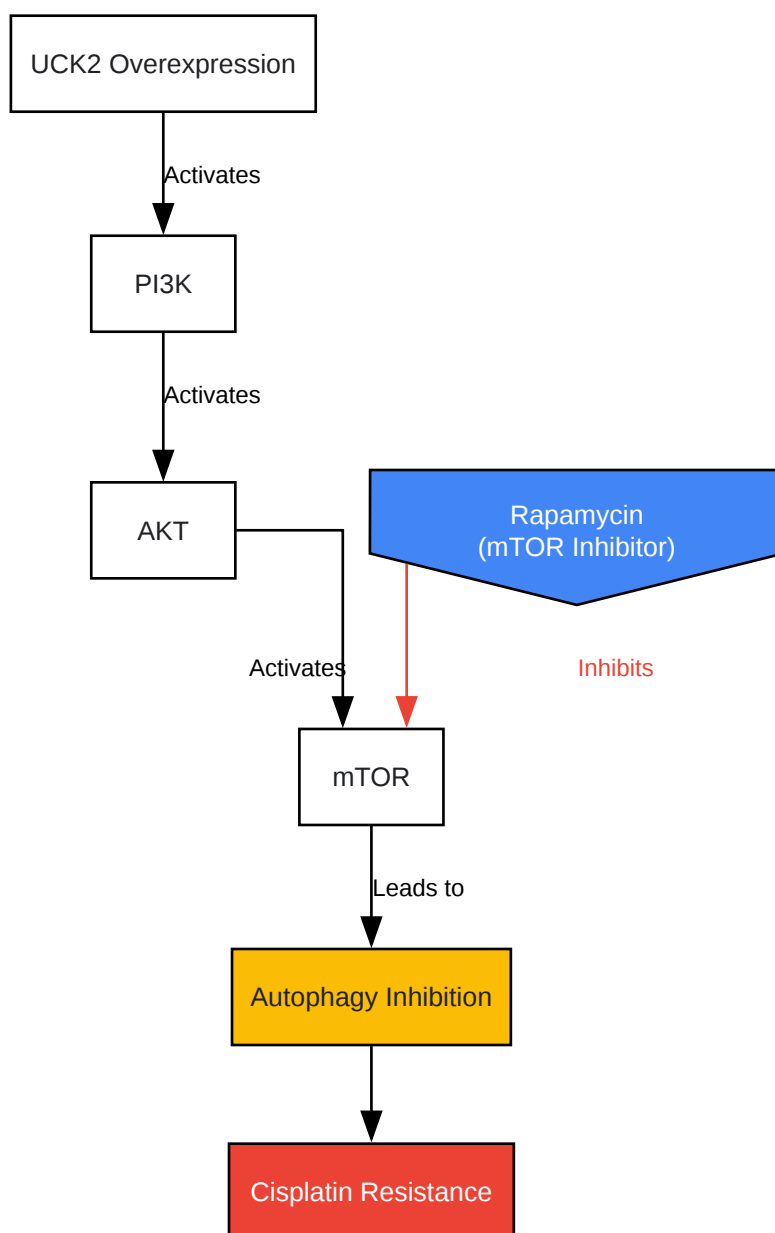 UCK2 Overexpression
Activates
PI3K
Activates
AKT
Rapamycin
(mTOR Inhibitor)
Activates
Inhibits
mTOR
Leads to
Autophagy Inhibition
Cisplatin Resistance